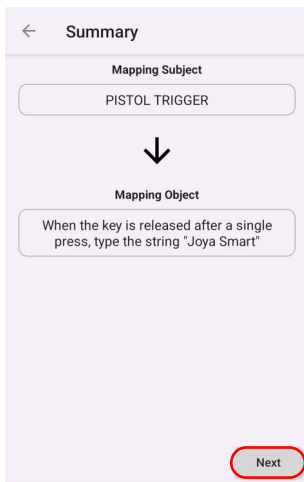 Summary
Mapping Subject
PISTOL TRIGGER
Mapping Object
When the key is released after a single
press, type the string "Joya Smart"
Next